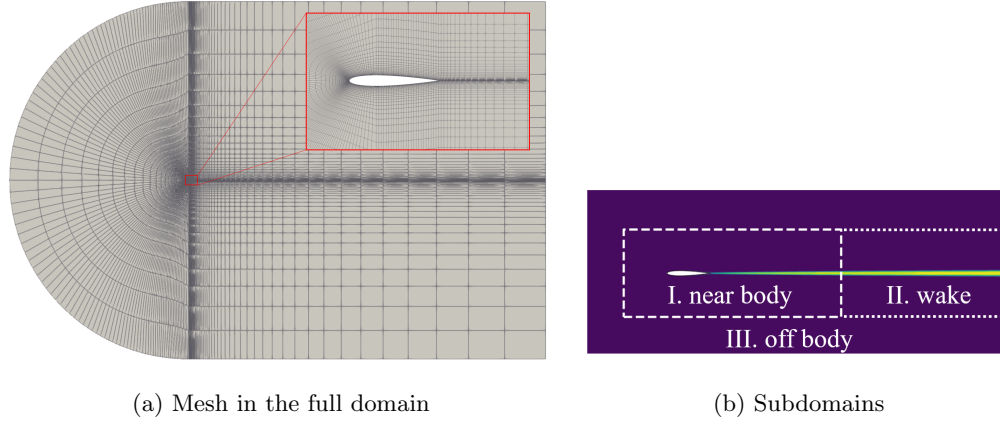 I. near body
II. wake
III. off body
(a) Mesh in the full domain
(b) Subdomains